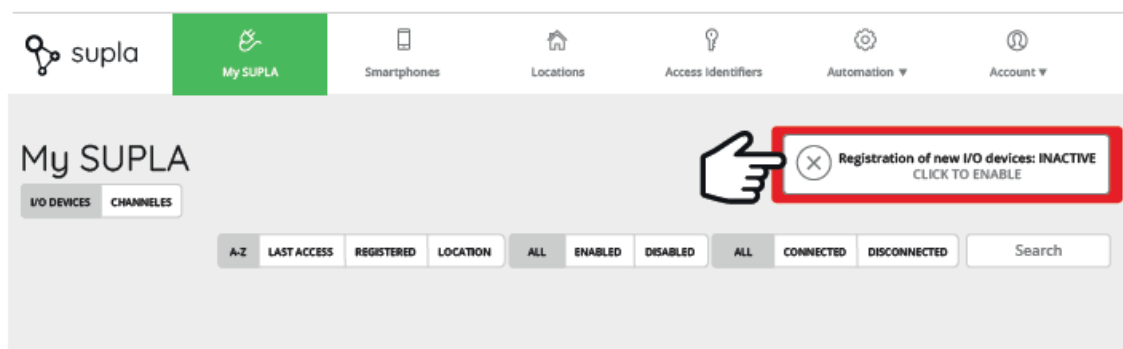 supla
My SUPLA
Smartphones
Locations
Access Identifiers
Automation ▼
Account ▼
My SUPLA
Registration of new I/O devices: INACTIVE
CLICK TO ENABLE
I/O DEVICES CHANNELES
A-Z LAST ACCESS REGISTERED LOCATION ALL ENABLED DISABLED ALL CONNECTED DISCONNECTED Search